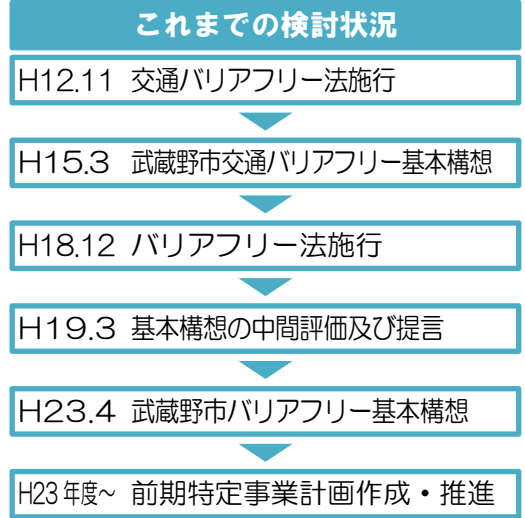 これまでの検討状況
H12.11 交通バリアフリー法施行
H15.3 武蔵野市交通バリアフリー基本構想
H18.12 バリアフリー法施行
H19.3 基本構想の中間評価及び提言
H23.4 武蔵野市バリアフリー基本構想
H23年度~ 前期特定事業計画作成・推進